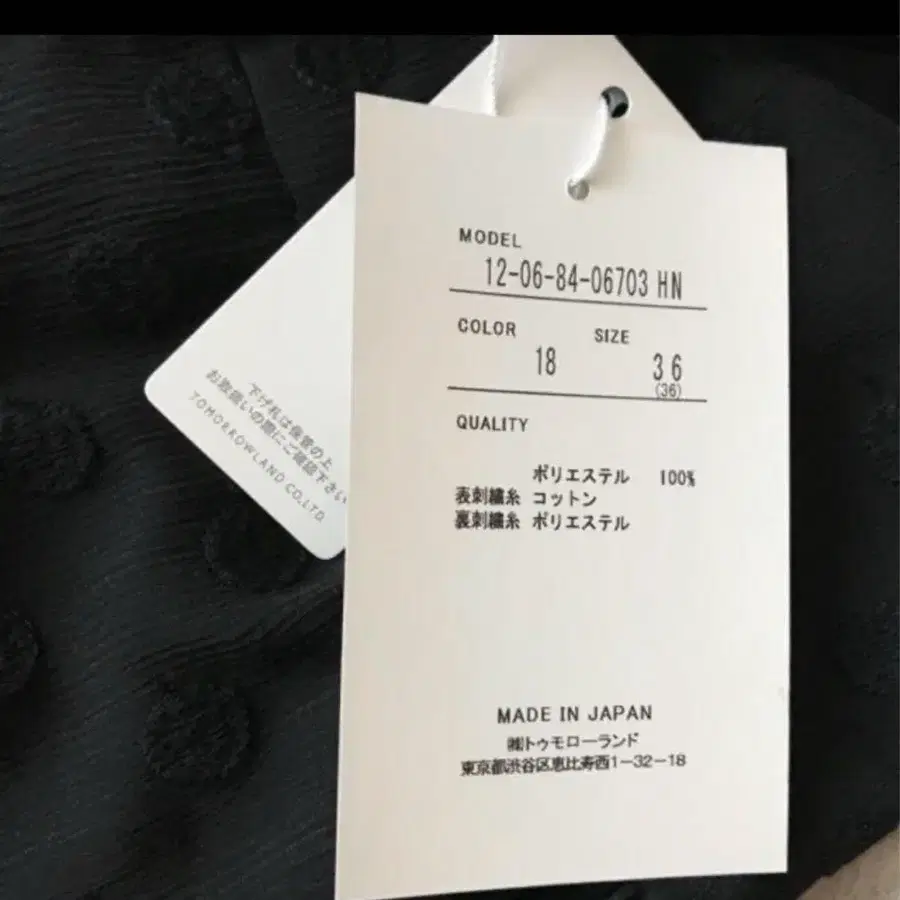 MODEL
12-06-84-06703 HN
COLOR SIZE
18 36
(36)
QUALITY
ポリエステル 100%
表刺繍糸 コットン
裏刺繍糸 ポリエステル
MADE IN JAPAN
㈱トゥモローランド
東京都渋谷区恵比寿西1-32-18
下げ札は保管の上
お取扱いの際にご確認下さい
TOMORROWLAND CO.,LTD.